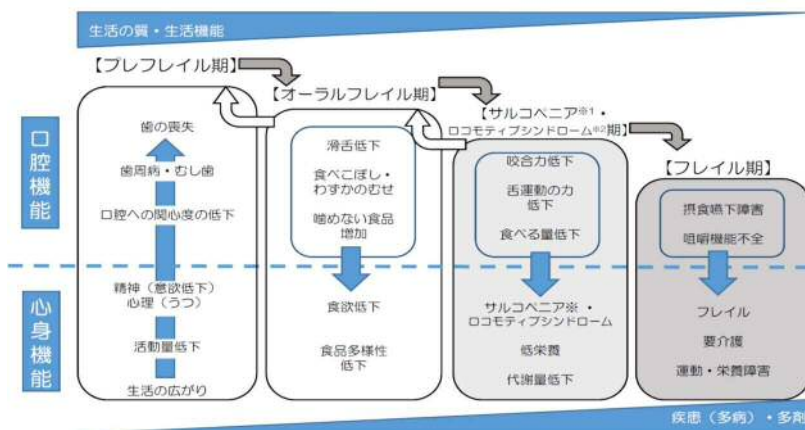 生活の質・生活機能
【プレフレイル期】
【オーラルフレイル期】
【サルコペニア※1・
ロコモティブシンドローム※2期】
【フレイル期】
口腔機能
歯の喪失
歯周病・むし歯
口腔への関心度の低下
滑舌低下
食べこぼし・
わずかのむせ
噛めない食品
増加
咬合力低下
舌運動の力
低下
食べる量低下
摂食嚥下障害
咀嚼機能不全
心身機能
精神（意欲低下）
心理（うつ）
活動量低下
生活の広がり
食欲低下
食品多様性
低下
サルコペニア※・
ロコモティブシンドローム
低栄養
代謝量低下
フレイル
要介護
運動・栄養障害
疾患（多病）・多剤